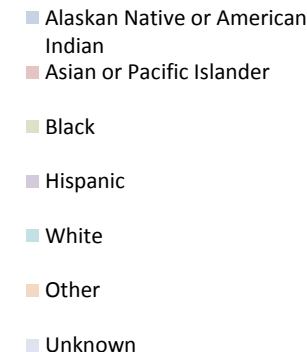 Alaskan Native or American
Indian
Asian or Pacific Islander
Black
Hispanic
White
Other
Unknown